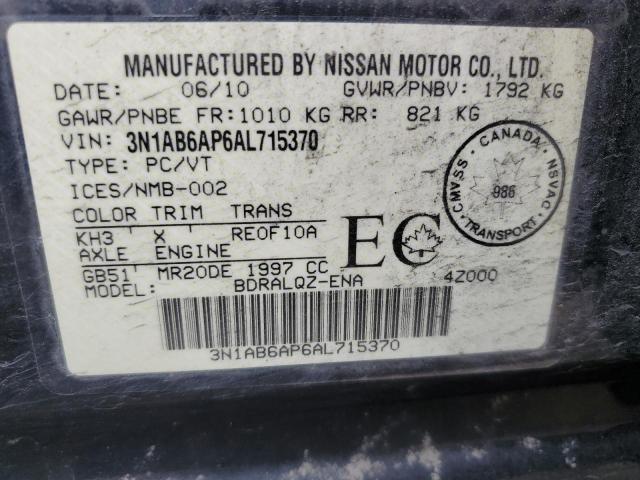 MANUFACTURED BY NISSAN MOTOR CO., LTD.
DATE: 06/10 GVWR/PNBV: 1792 KG
GAWR/PNBE FR:1010 KG RR: 821 KG
VIN: 3N1AB6AP6AL715370
TYPE: PC/VT
ICES/NMB-002
COLOR TRIM TRANS
KH3 X RE0F10A
AXLE ENGINE
GB51 MR20DE 1997 CC
MODEL: BDRALQZ-ENA 4Z000
EC
CANADA
CMVSS
NSVAC
986
TRANSPORT
3N1AB6AP6AL715370